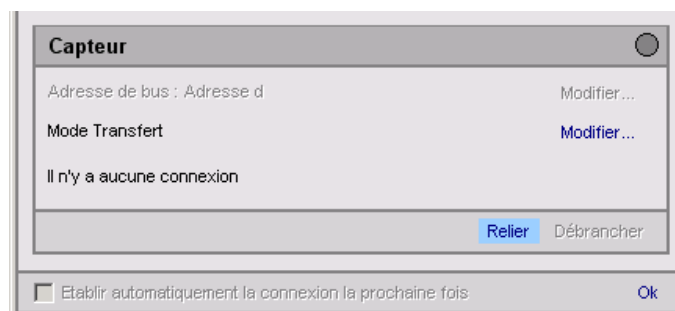 Capteur
Adresse de bus : Adresse d Modifier...
Mode Transfert Modifier...
Il n'y a aucune connexion
Relier Débrancher
Etablir automatiquement la connexion la prochaine fois Ok